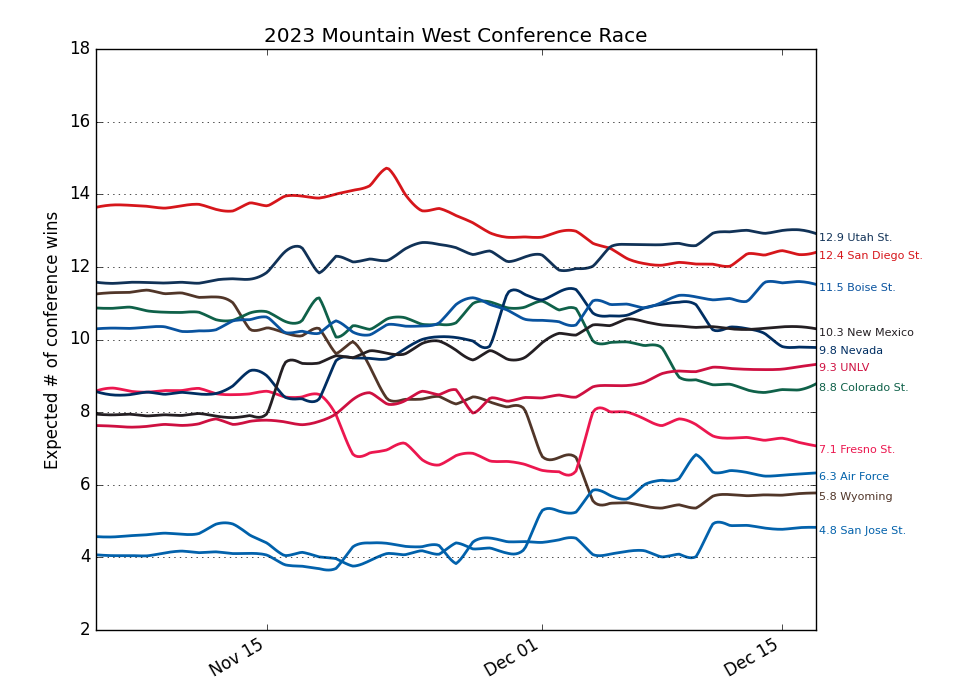 2023 Mountain West Conference Race
Expected # of conference wins
18
16
14
12
10
8
6
4
2
Nov 15
Dec 01
Dec 15
12.9 Utah St.
12.4 San Diego St.
11.5 Boise St.
10.3 New Mexico
9.8 Nevada
9.3 UNLV
8.8 Colorado St.
7.1 Fresno St.
6.3 Air Force
5.8 Wyoming
4.8 San Jose St.